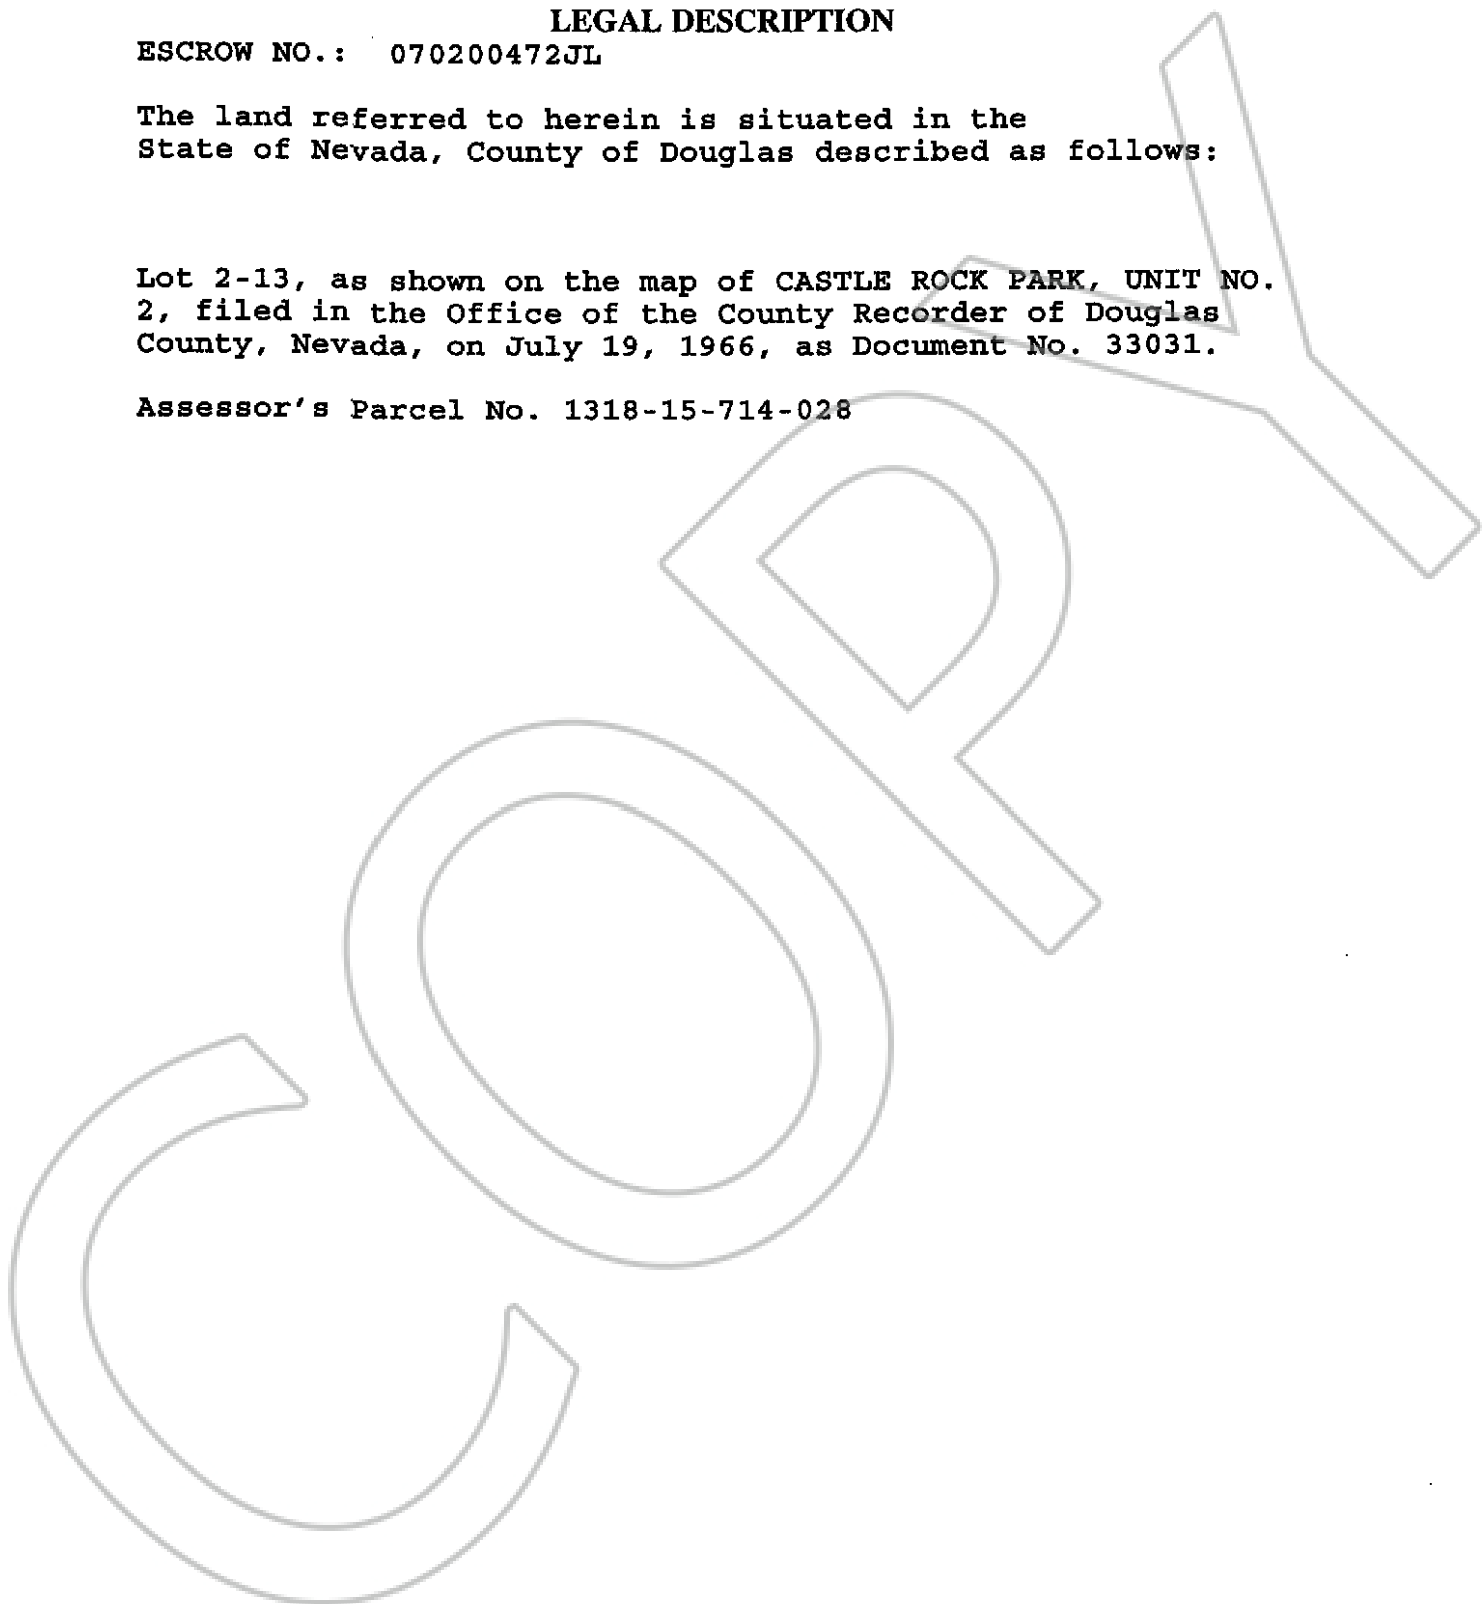 LEGAL DESCRIPTION
ESCROW NO.: 070200472JL
The land referred to herein is situated in the
State of Nevada, County of Douglas described as follows:
Lot 2-13, as shown on the map of CASTLE ROCK PARK, UNIT NO.
2, filed in the Office of the County Recorder of Douglas
County, Nevada, on July 19, 1966, as Document No. 33031.
Assessor's Parcel No. 1318-15-714-028
COPY